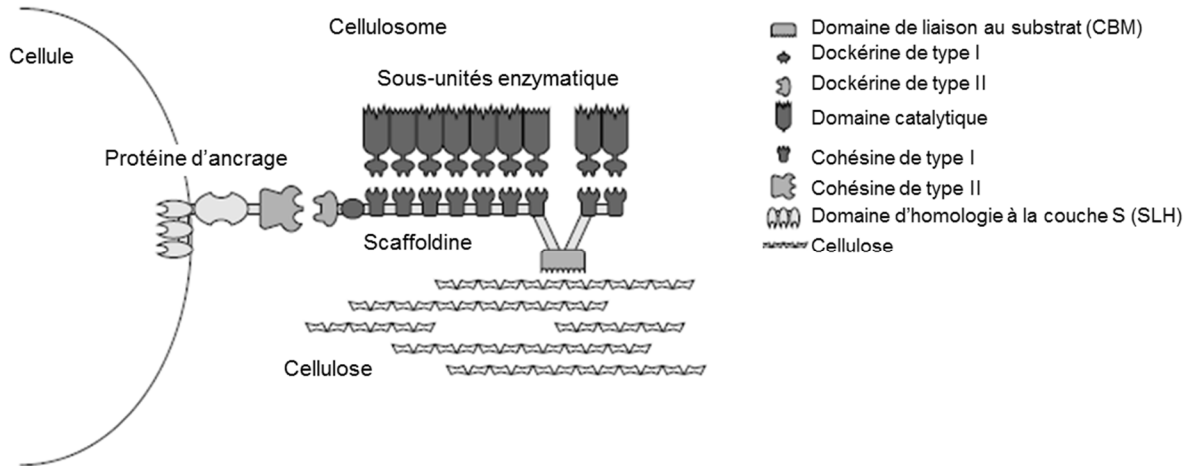 Cellulosome
Cellule
Sous-unités enzymatique
Protéine d'ancrage
Scaffoldine
Cellulose
Domaine de liaison au substrat (CBM)
Dockérine de type I
Dockérine de type II
Domaine catalytique
Cohésine de type I
Cohésine de type II
Domaine d'homologie à la couche S (SLH)
Cellulose